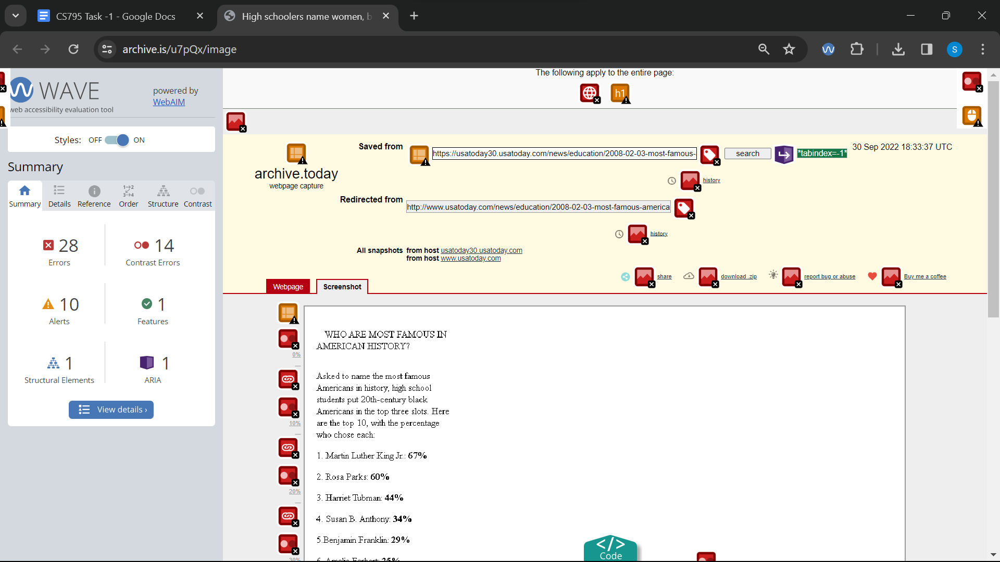 CS795 Task -1 - Google Docs
High schoolers name women, b
archive.is/u7pQx/image
S
WAVE
web accessibility evaluation tool
powered by
WebAIM
Styles: OFF ON
Summary
Summary Details Reference Order Structure Contrast
28 Errors
14 Contrast Errors
10 Alerts
1 Features
1 Structural Elements
1 ARIA
View details ›
The following apply to the entire page:
h1
archive.today
webpage capture
Saved from
https://usatoday30.usatoday.com/news/education/2008-02-03-most-famous-
search
*tabindex=-1*
30 Sep 2022 18:33:37 UTC
history
Redirected from
http://www.usatoday.com/news/education/2008-02-03-most-famous-america
history
All snapshots from host usatoday30.usatoday.com
from host www.usatoday.com
share
download .zip
report bug or abuse
Buy me a coffee
Webpage
Screenshot
0%
10%
20%
30%
WHO ARE MOST FAMOUS IN
AMERICAN HISTORY?
Asked to name the most famous
Americans in history, high school
students put 20th-century black
Americans in the top three slots. Here
are the top 10, with the percentage
who chose each:
1. Martin Luther King Jr.: 67%
2. Rosa Parks: 60%
3. Harriet Tubman: 44%
4. Susan B. Anthony: 34%
5.Benjamin Franklin: 29%
6. Amelia Earhart: 25%
</> Code